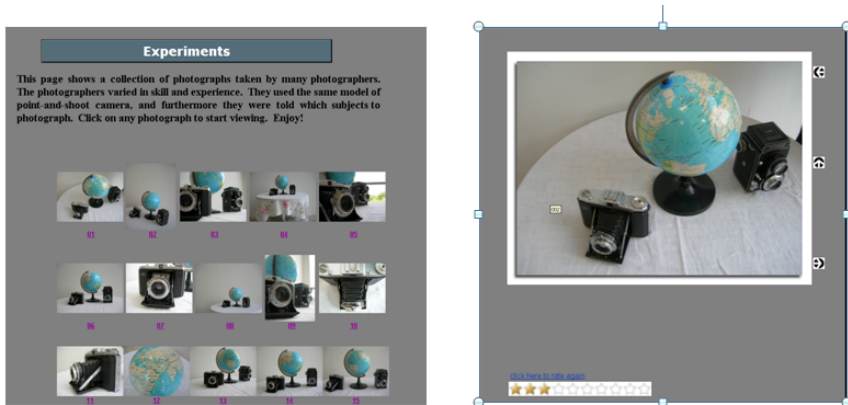 Experiments
This page shows a collection of photographs taken by many photographers.
The photographers varied in skill and experience. They used the same model of
point-and-shoot camera, and furthermore they were told which subjects to
photograph. Click on any photograph to start viewing. Enjoy!
01 02 03 04 05
06 07 08 09 10
11 12 13 14 15
click here to rate again